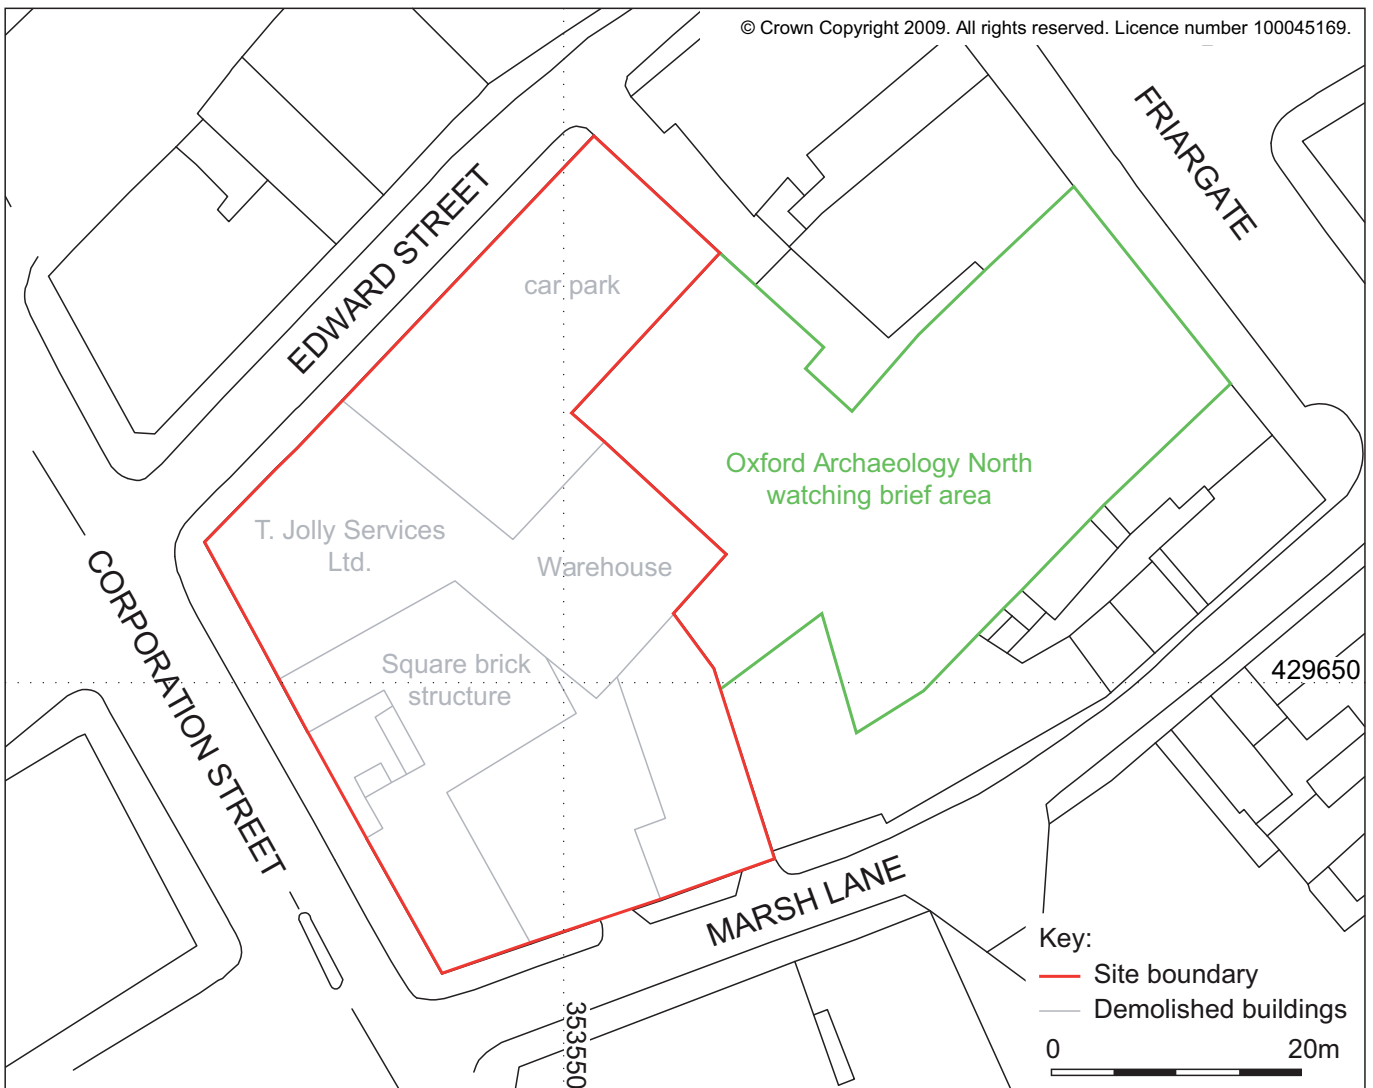 © Crown Copyright 2009. All rights reserved. Licence number 100045169.
FRIARGATE
EDWARD STREET
car park
Oxford Archaeology North
watching brief area
T. Jolly Services
Ltd.
Warehouse
CORPORATION STREET
Square brick
structure
429650
MARSH LANE
Key:
Site boundary
Demolished buildings
353550
0
20m